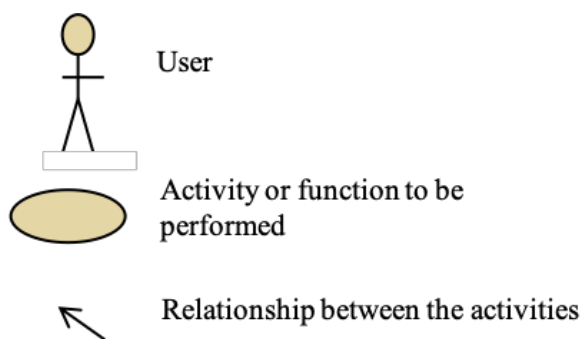 User
Activity or function to be
performed
Relationship between the activities